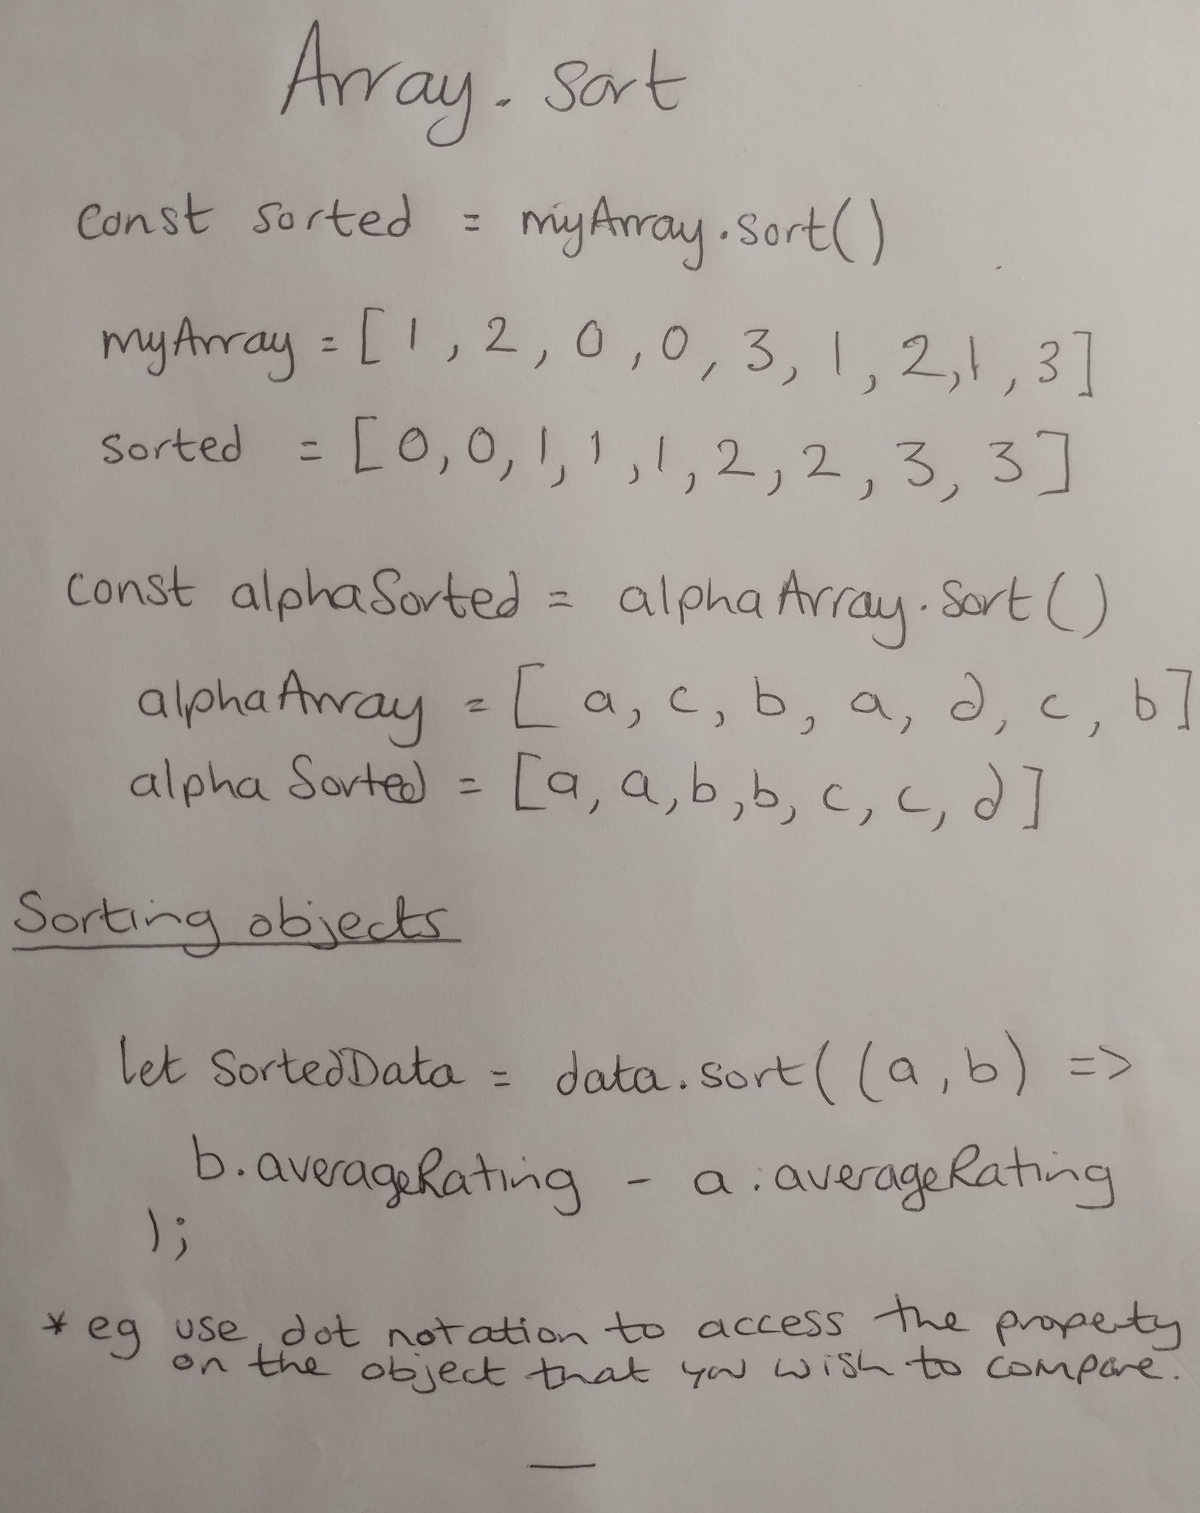 Array.sort
const sorted = myArray.sort()
myArray = [1, 2, 0, 0, 3, 1, 2, 1, 3]
sorted = [0, 0, 1, 1, 1, 2, 2, 3, 3]
const alphaSorted = alphaArray.sort()
alphaArray = [a, c, b, a, d, c, b]
alphaSorted = [a, a, b, b, c, c, d]
Sorting objects
let sortedData = data.sort((a, b) =>
b.averageRating - a.averageRating
);
* eg use dot notation to access the property
on the object that you wish to compare.